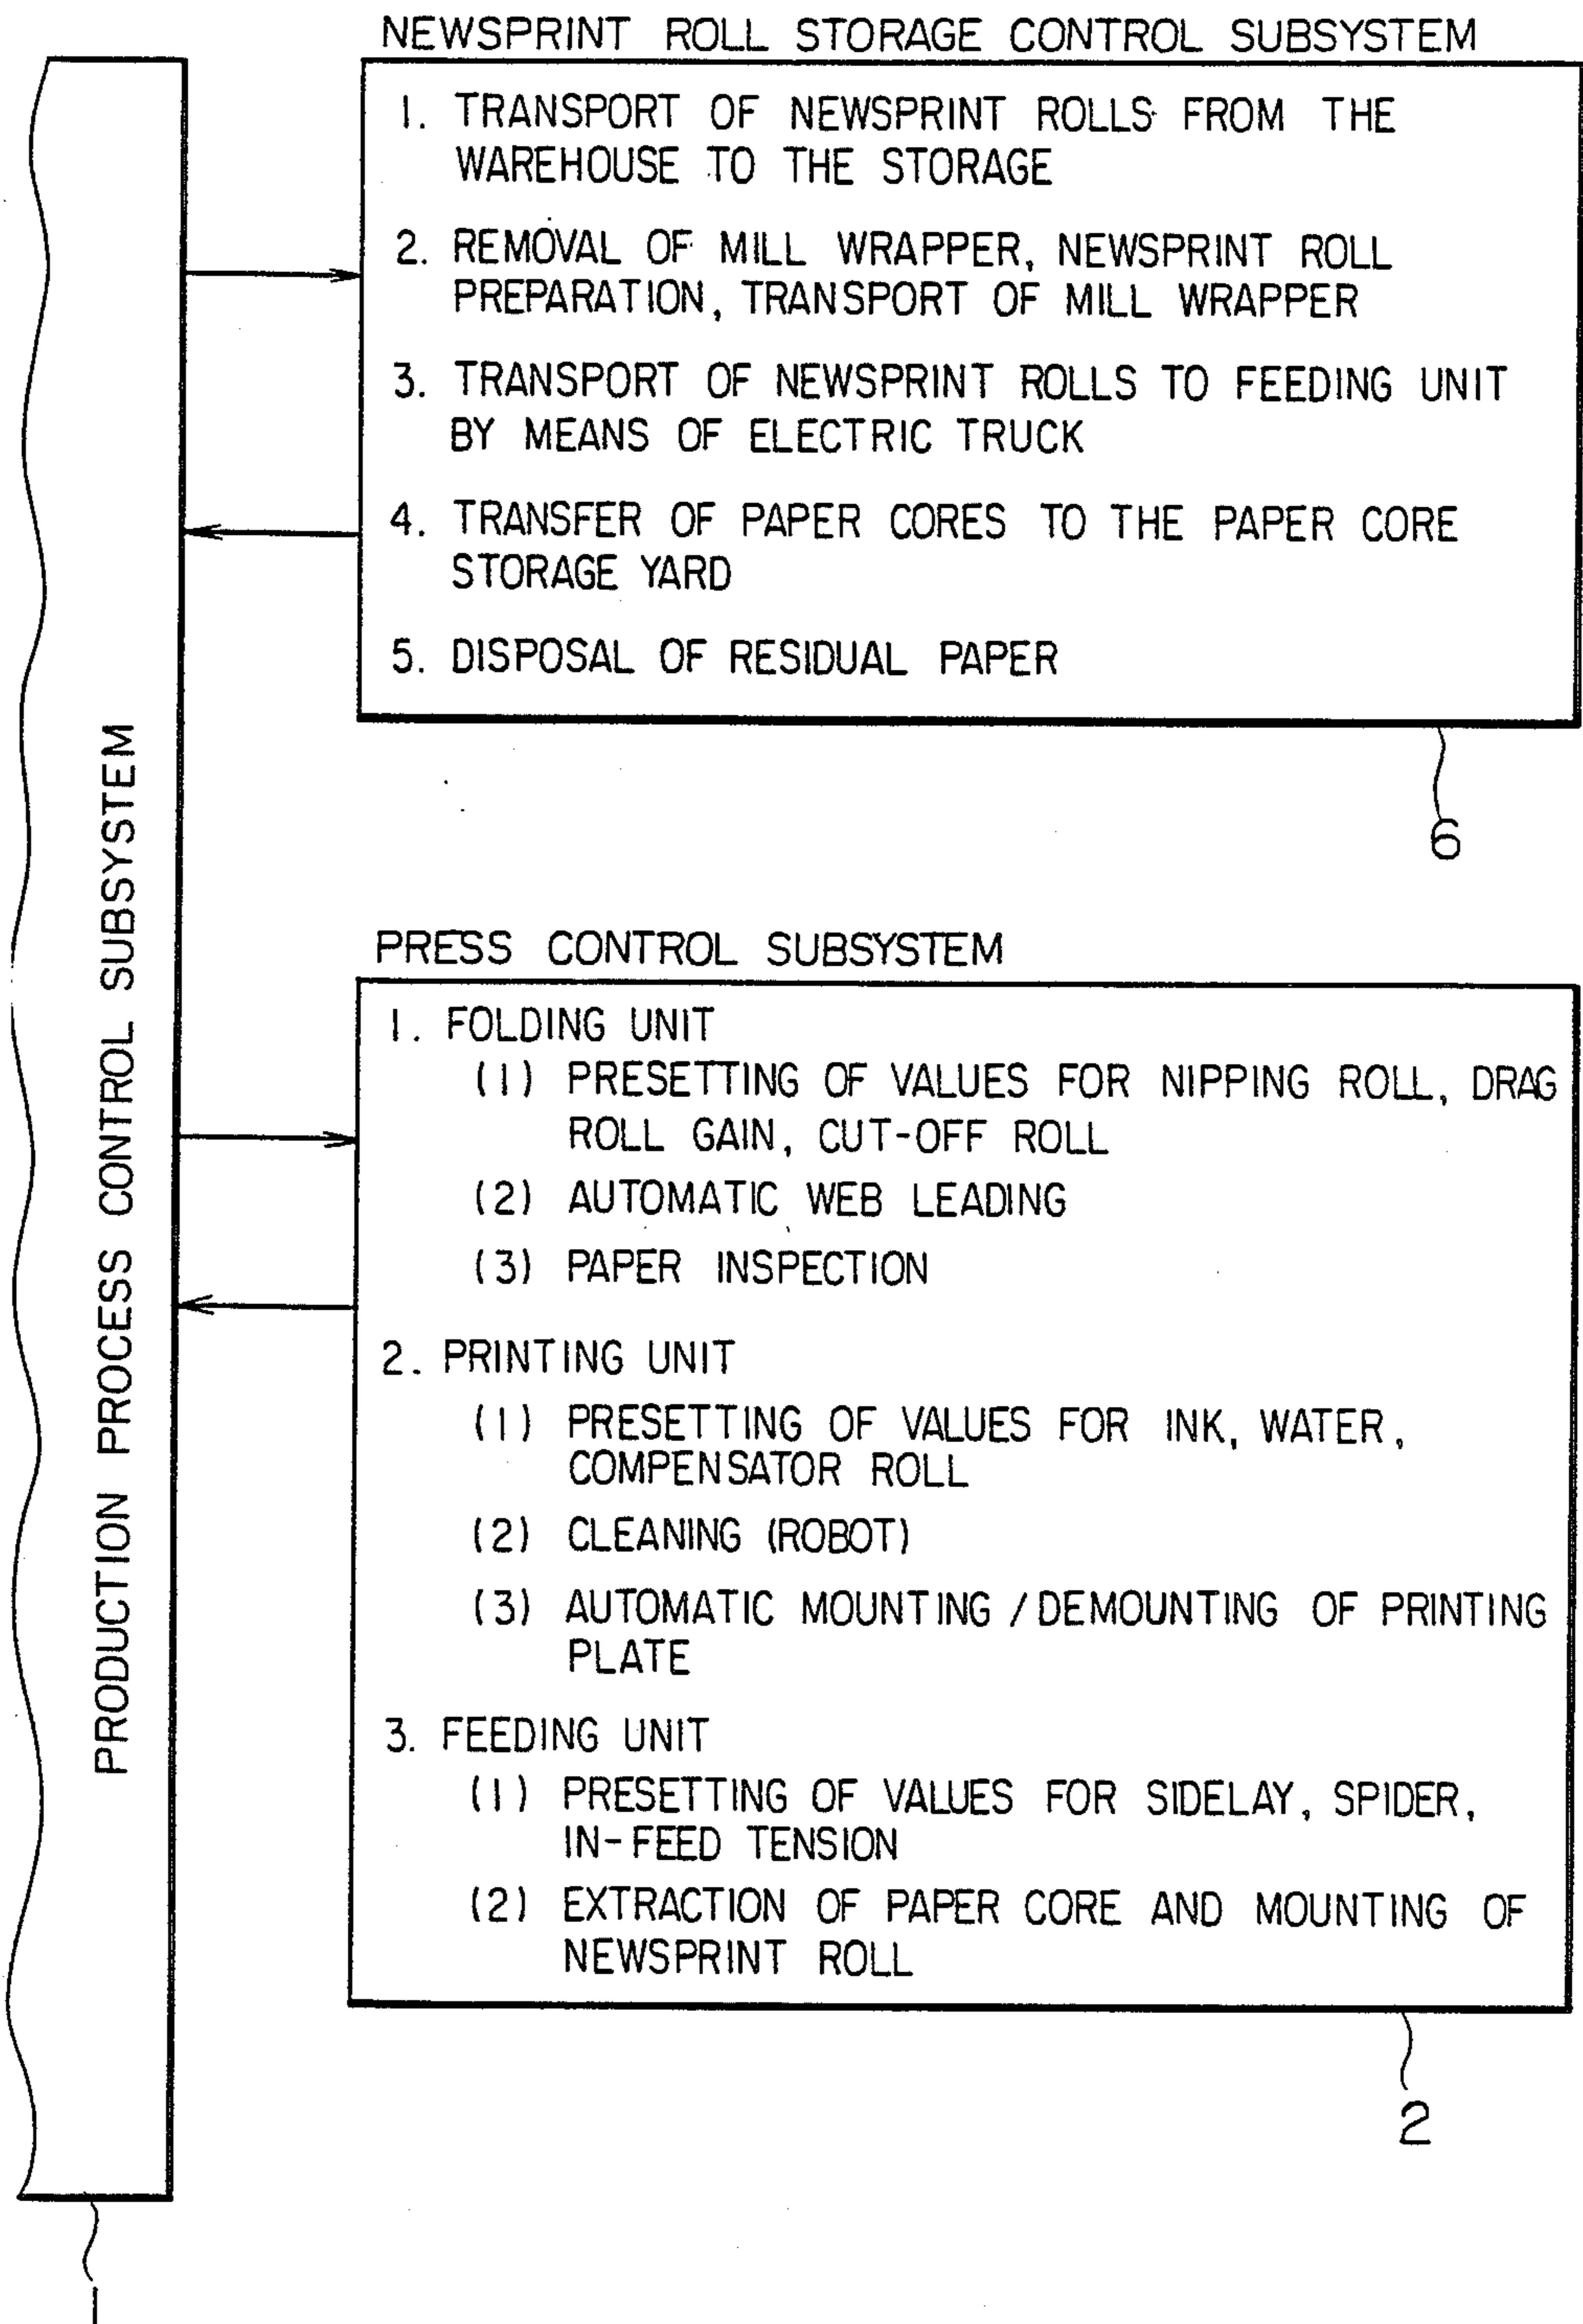 NEWSPRINT ROLL STORAGE CONTROL SUBSYSTEM
1. TRANSPORT OF NEWSPRINT ROLLS FROM THE
WAREHOUSE TO THE STORAGE
2. REMOVAL OF MILL WRAPPER, NEWSPRINT ROLL
PREPARATION, TRANSPORT OF MILL WRAPPER
3. TRANSPORT OF NEWSPRINT ROLLS TO FEEDING UNIT
BY MEANS OF ELECTRIC TRUCK
4. TRANSFER OF PAPER CORES TO THE PAPER CORE
STORAGE YARD
5. DISPOSAL OF RESIDUAL PAPER
6
PRODUCTION PROCESS CONTROL SUBSYSTEM
PRESS CONTROL SUBSYSTEM
1. FOLDING UNIT
(1) PRESETTING OF VALUES FOR NIPPING ROLL, DRAG
ROLL GAIN, CUT-OFF ROLL
(2) AUTOMATIC WEB LEADING
(3) PAPER INSPECTION
2. PRINTING UNIT
(1) PRESETTING OF VALUES FOR INK, WATER,
COMPENSATOR ROLL
(2) CLEANING (ROBOT)
(3) AUTOMATIC MOUNTING / DEMOUNTING OF PRINTING
PLATE
3. FEEDING UNIT
(1) PRESETTING OF VALUES FOR SIDELAY, SPIDER,
IN-FEED TENSION
(2) EXTRACTION OF PAPER CORE AND MOUNTING OF
NEWSPRINT ROLL
2
1